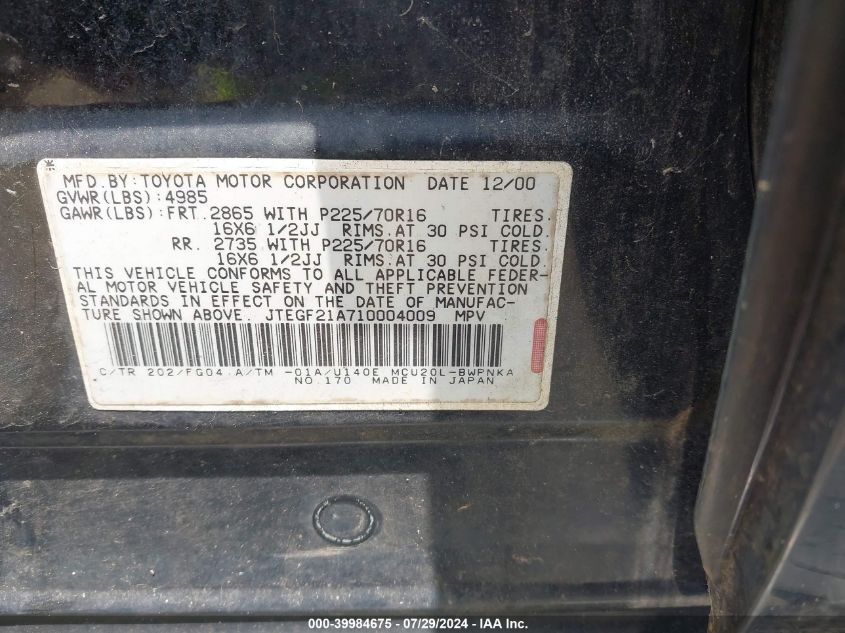 MFD.BY:TOYOTA MOTOR CORPORATION DATE 12/00
GVWR(LBS):4985
GAWR(LBS):FRT.2865 WITH P225/70R16 TIRES.
16X6 1/2JJ RIMS.AT 30 PSI COLD.
RR. 2735 WITH P225/70R16 TIRES.
16X6 1/2JJ RIMS.AT 30 PSI COLD.
THIS VEHICLE CONFORMS TO ALL APPLICABLE FEDER-
AL MOTOR VEHICLE SAFETY AND THEFT PREVENTION
STANDARDS IN EFFECT ON THE DATE OF MANUFAC-
TURE SHOWN ABOVE. JTEGF21A710004009 MPV
C/TR 202/FG04 A/TM -01A/U140E MCU20L-BWPNKA
NO.170 MADE IN JAPAN
000-39984675 - 07/29/2024 - IAA Inc.